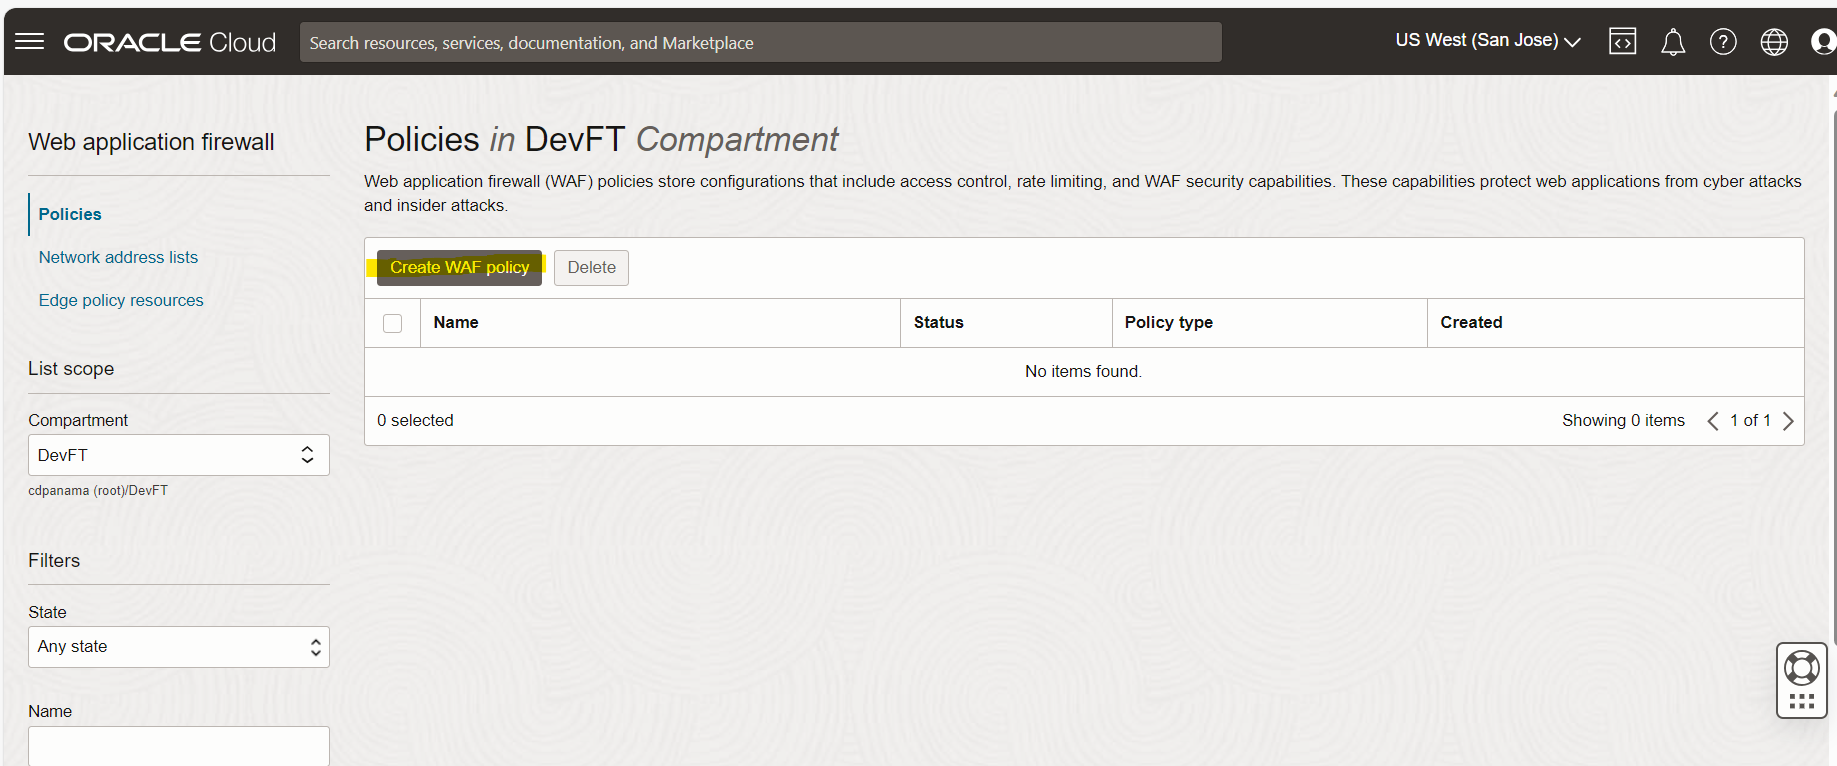 ORACLE Cloud
Search resources, services, documentation, and Marketplace
US West (San Jose)
Web application firewall
Policies
Network address lists
Edge policy resources
List scope
Compartment
DevFT
cdpanama (root)/DevFT
Filters
State
Any state
Name
Policies in DevFT Compartment
Web application firewall (WAF) policies store configurations that include access control, rate limiting, and WAF security capabilities. These capabilities protect web applications from cyber attacks
and insider attacks.
Create WAF policy Delete
Name Status Policy type Created
No items found.
0 selected Showing 0 items 1 of 1